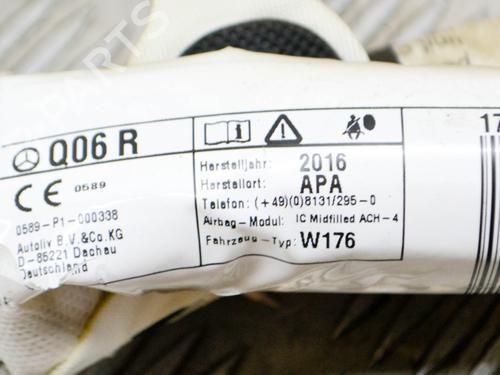 Q06 R
CE 0589
0589-P1-000338
Autoliv B.V.&Co.KG
D-85221 Dachau
Deutschland
Herstelljahr: 2016
Herstellort: APA
Telefon: (+49)(0)8131/295-0
Airbag-Modul: IC Midfilled ACH-4
Fahrzeug-Typ: W176
17